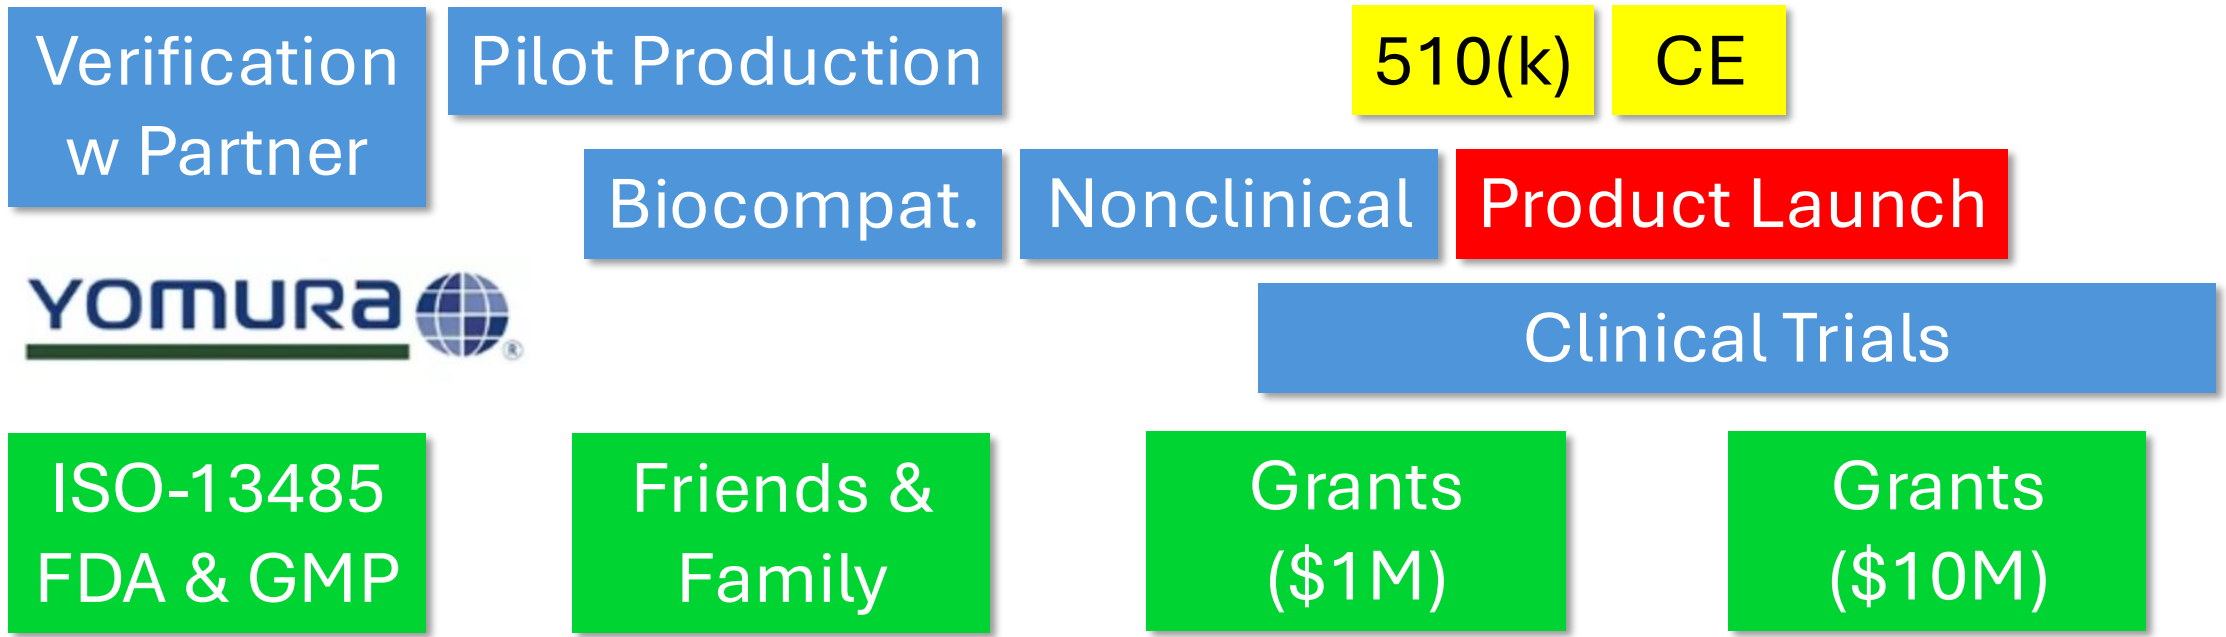 Verification
w Partner
Pilot Production
510(k)
CE
Biocompat.
Nonclinical
Product Launch
YOMURA
®
Clinical Trials
ISO-13485
FDA & GMP
Friends &
Family
Grants
($1M)
Grants
($10M)